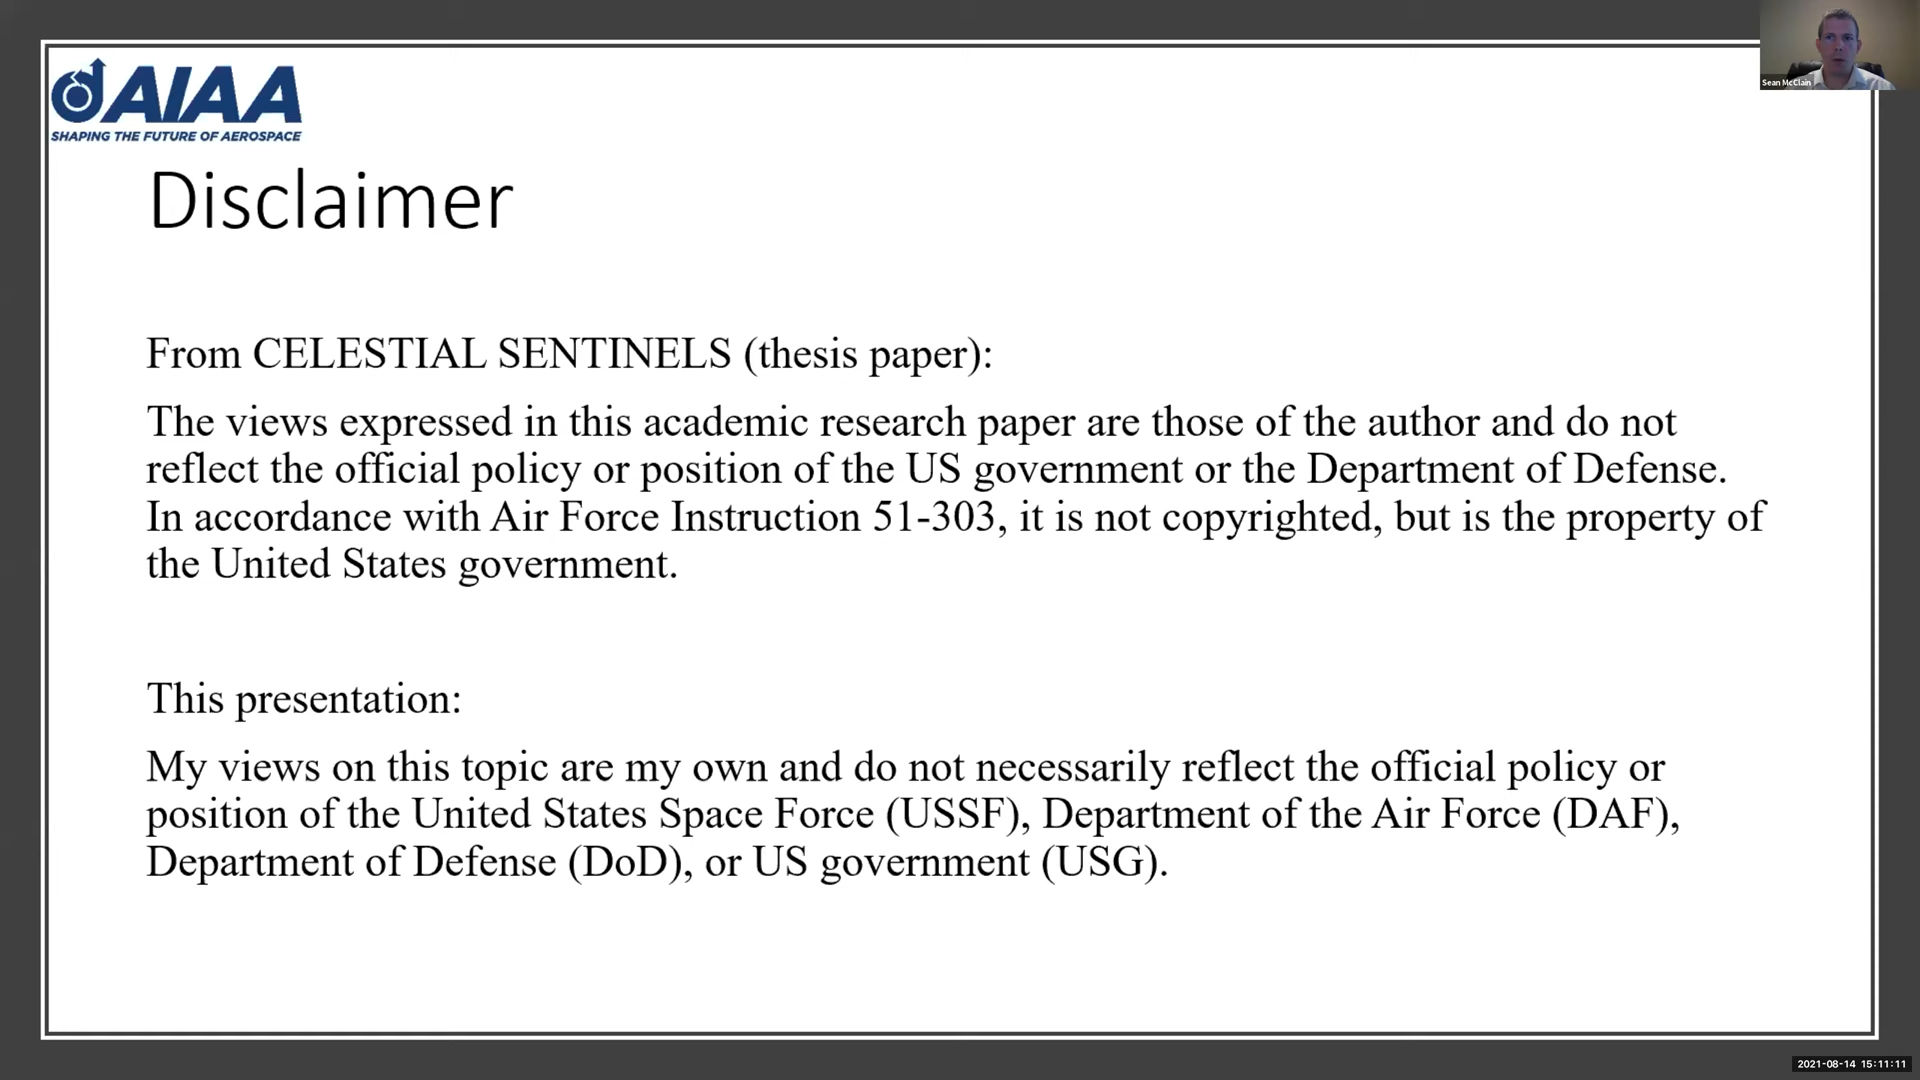 AIAA
SHAPING THE FUTURE OF AEROSPACE
Sean McClain
Disclaimer
From CELESTIAL SENTINELS (thesis paper):
The views expressed in this academic research paper are those of the author and do not
reflect the official policy or position of the US government or the Department of Defense.
In accordance with Air Force Instruction 51-303, it is not copyrighted, but is the property of
the United States government.
This presentation:
My views on this topic are my own and do not necessarily reflect the official policy or
position of the United States Space Force (USSF), Department of the Air Force (DAF),
Department of Defense (DoD), or US government (USG).
2021-08-14 15:11:11